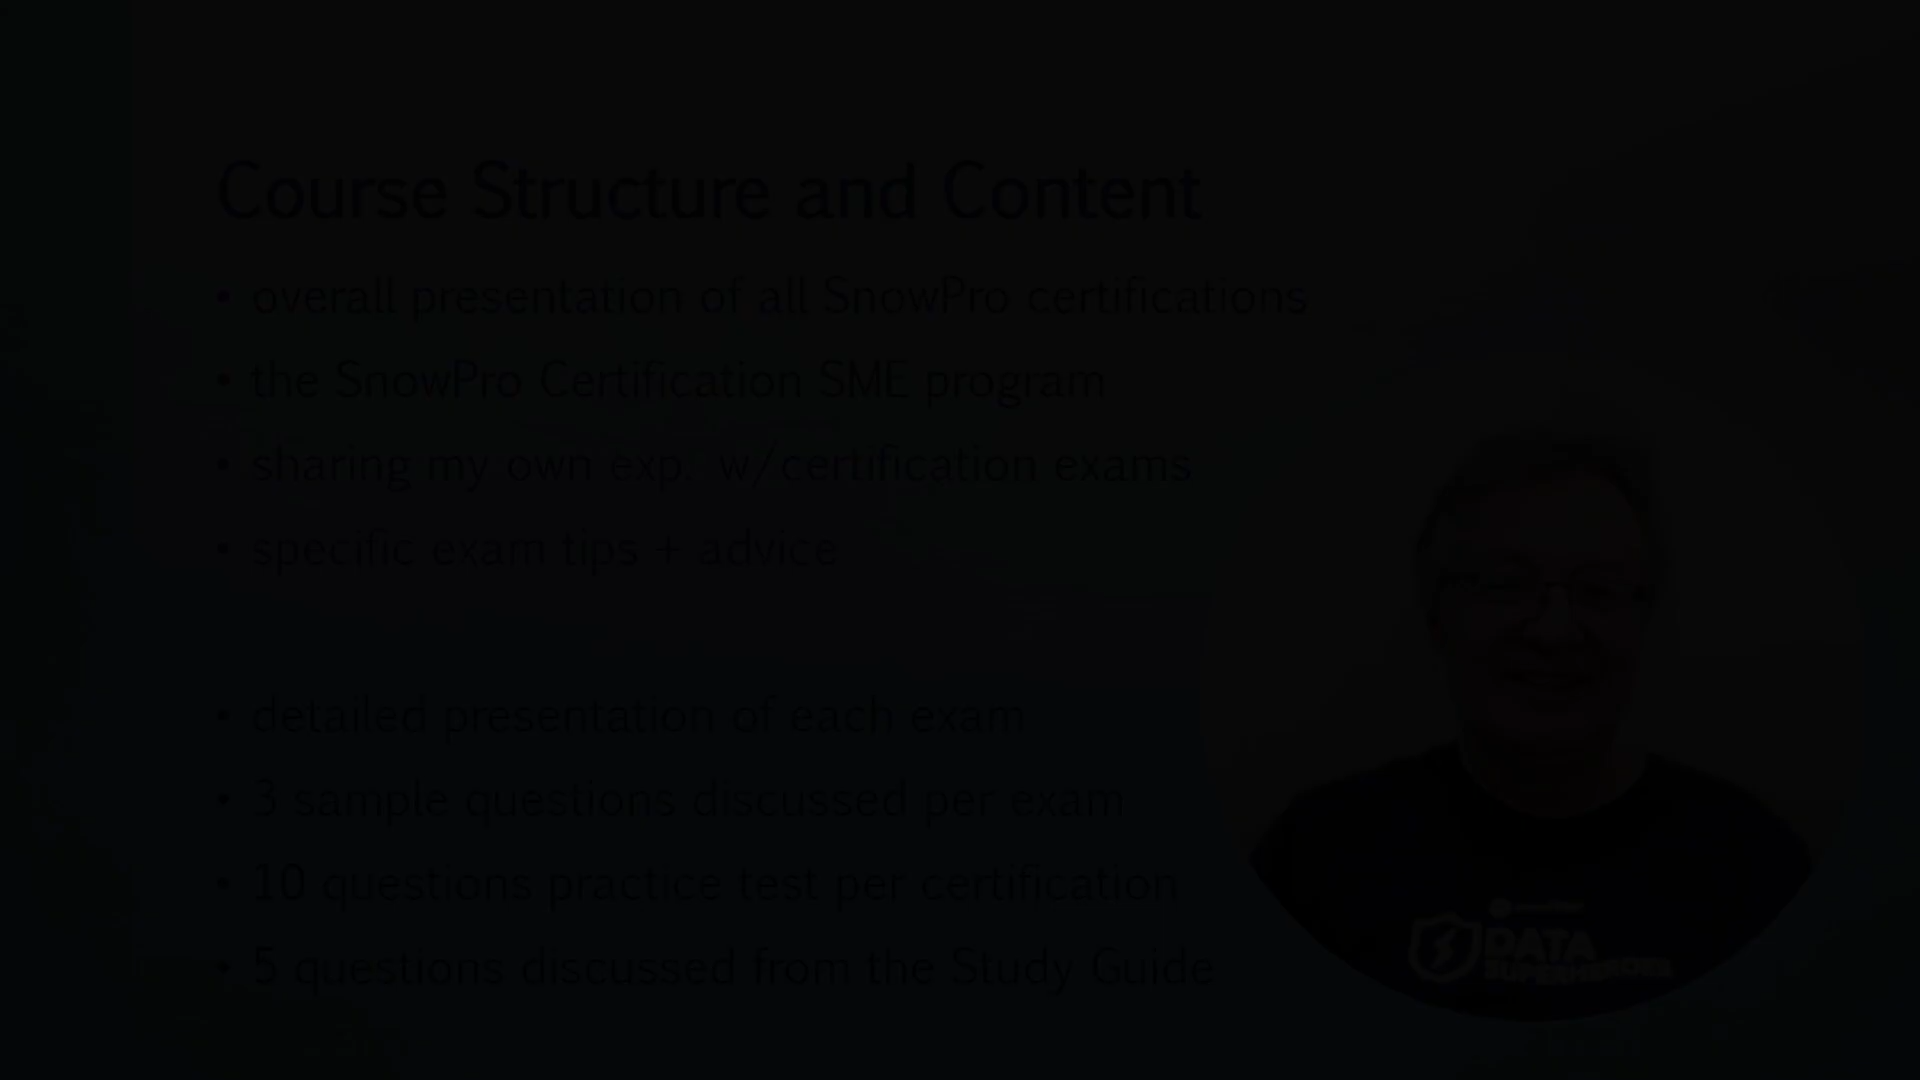 Course Structure and Content
• overall presentation of all SnowPro certifications
• the SnowPro Certification SME program
• sharing my own exp. w/certification exams
• specific exam tips + advice
• detailed presentation of each exam
• 3 sample questions discussed per exam
• 10 questions practice test per certification
• 5 questions discussed from the Study Guide
DATA